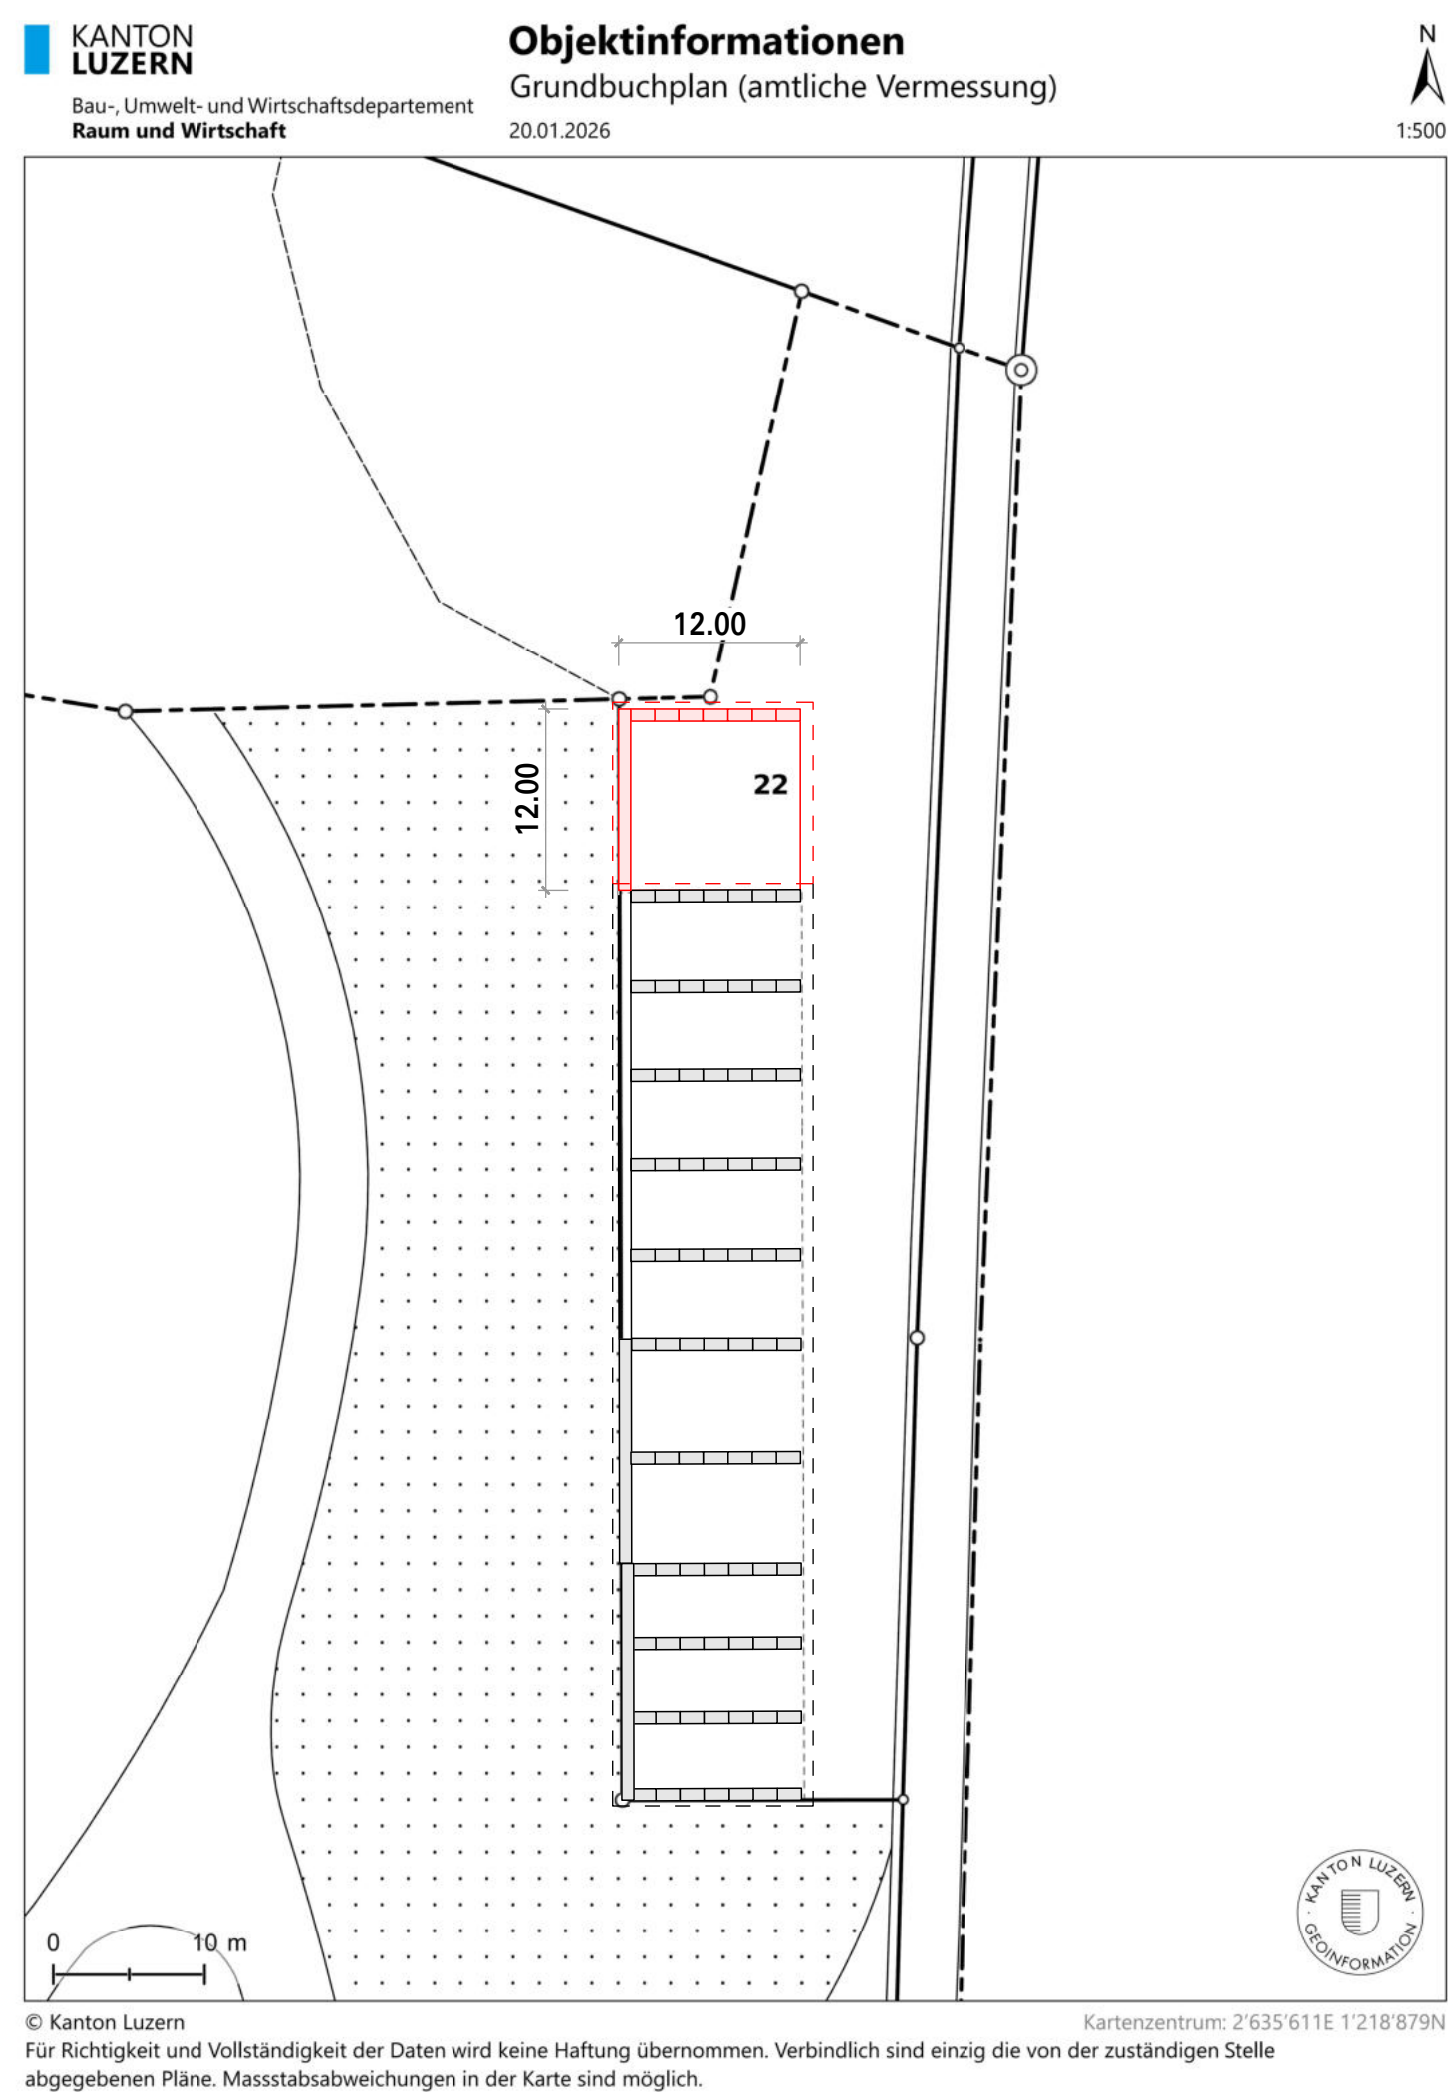 KANTON
LUZERN
Bau-, Umwelt- und Wirtschaftsdepartement
Raum und Wirtschaft
Objektinformationen
Grundbuchplan (amtliche Vermessung)
20.01.2026
N
1:500
12.00
12.00
22
0 10 m
KANTON LUZERN
GEOINFORMATION
© Kanton Luzern
Kartenzentrum: 2'635'611E 1'218'879N
Für Richtigkeit und Vollständigkeit der Daten wird keine Haftung übernommen. Verbindlich sind einzig die von der zuständigen Stelle
abgegebenen Pläne. Massstabsabweichungen in der Karte sind möglich.